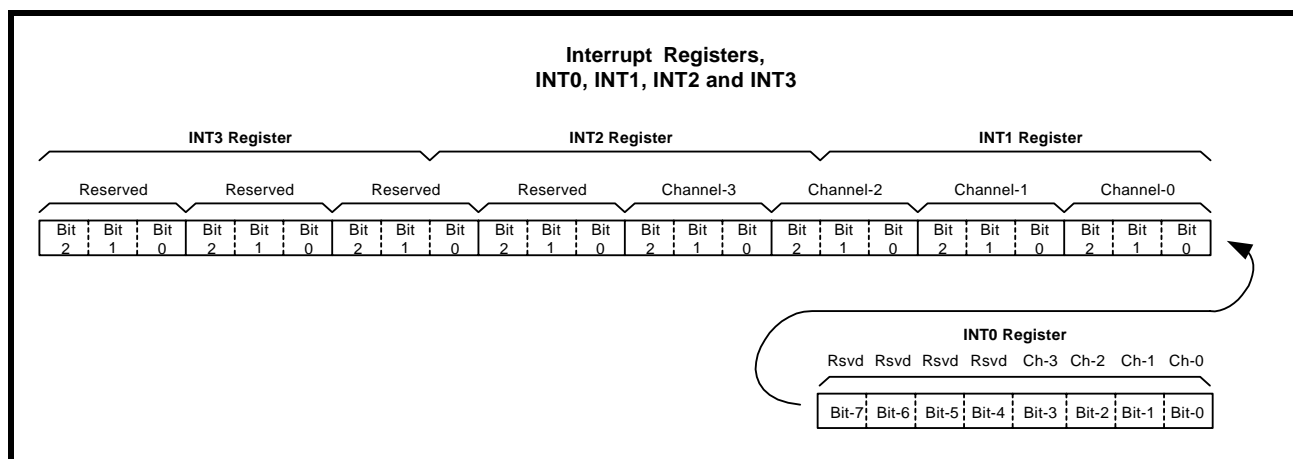 Interrupt Registers,
INT0, INT1, INT2 and INT3
INT3 Register INT2 Register INT1 Register
Reserved Reserved Reserved Reserved Channel-3 Channel-2 Channel-1 Channel-0
Bit Bit Bit Bit Bit Bit Bit Bit Bit Bit Bit Bit Bit Bit Bit Bit Bit Bit Bit Bit Bit Bit Bit Bit
2 1 0 2 1 0 2 1 0 2 1 0 2 1 0 2 1 0 2 1 0 2 1 0
INT0 Register
Rsvd Rsvd Rsvd Rsvd Ch-3 Ch-2 Ch-1 Ch-0
Bit-7 Bit-6 Bit-5 Bit-4 Bit-3 Bit-2 Bit-1 Bit-0